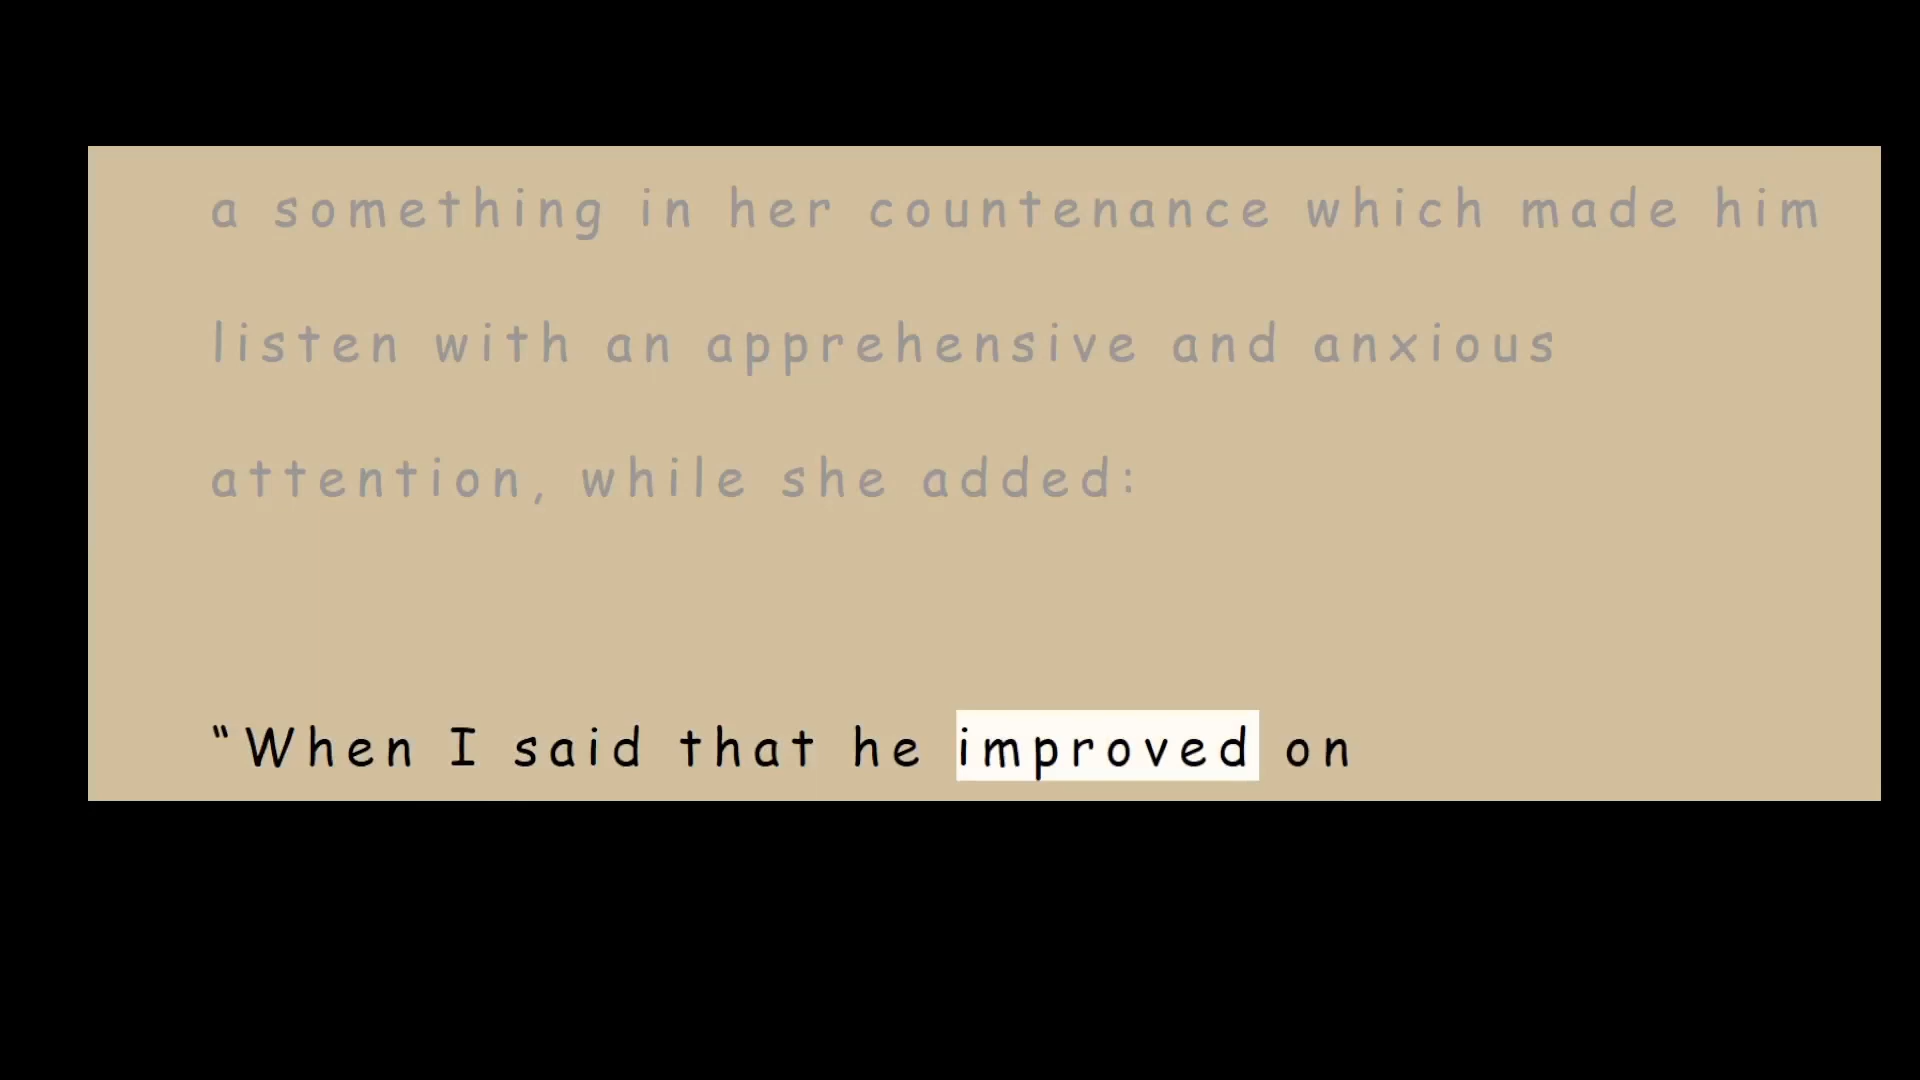 a something in her countenance which made him
listen with an apprehensive and anxious
attention, while she added:
“When I said that he improved on